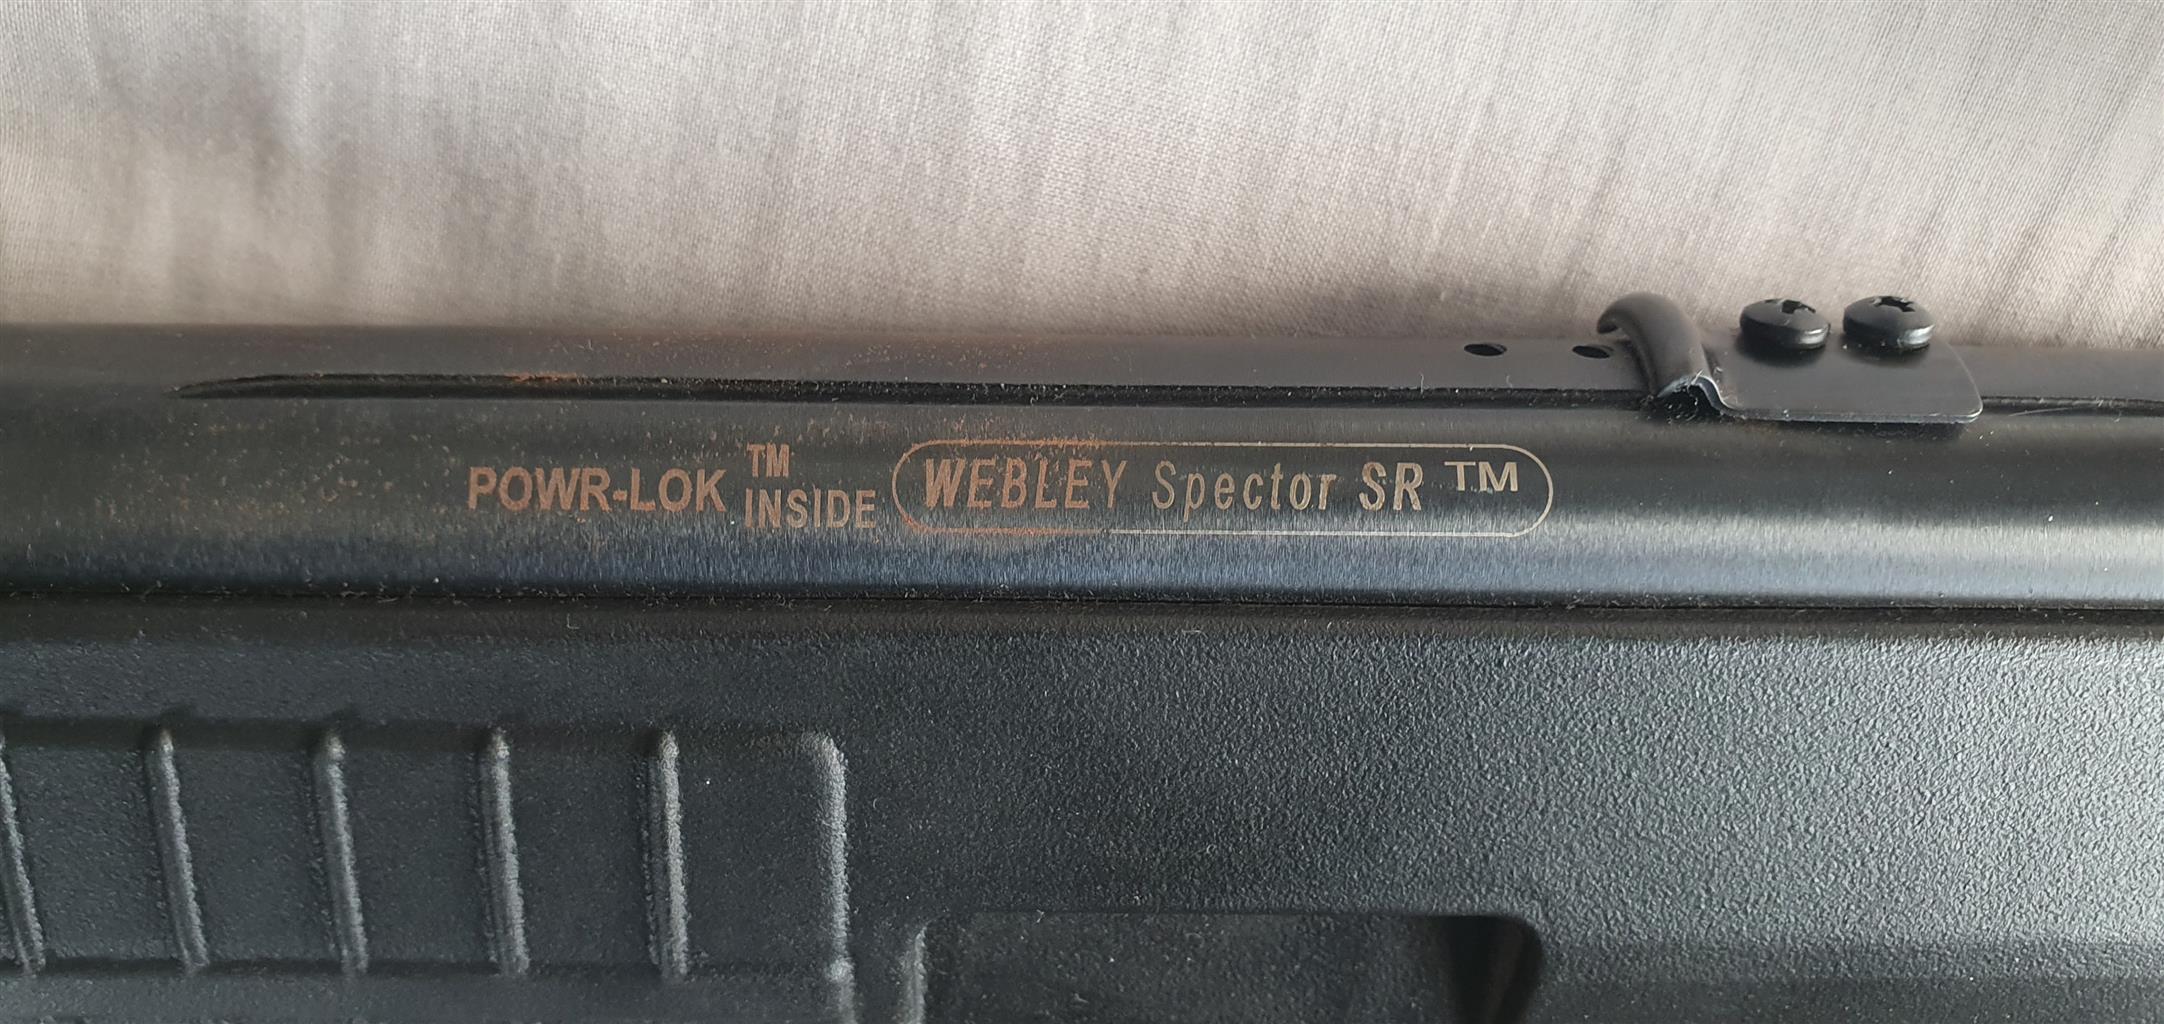 POWR-LOK ™ INSIDE WEBLEY Spector SR ™